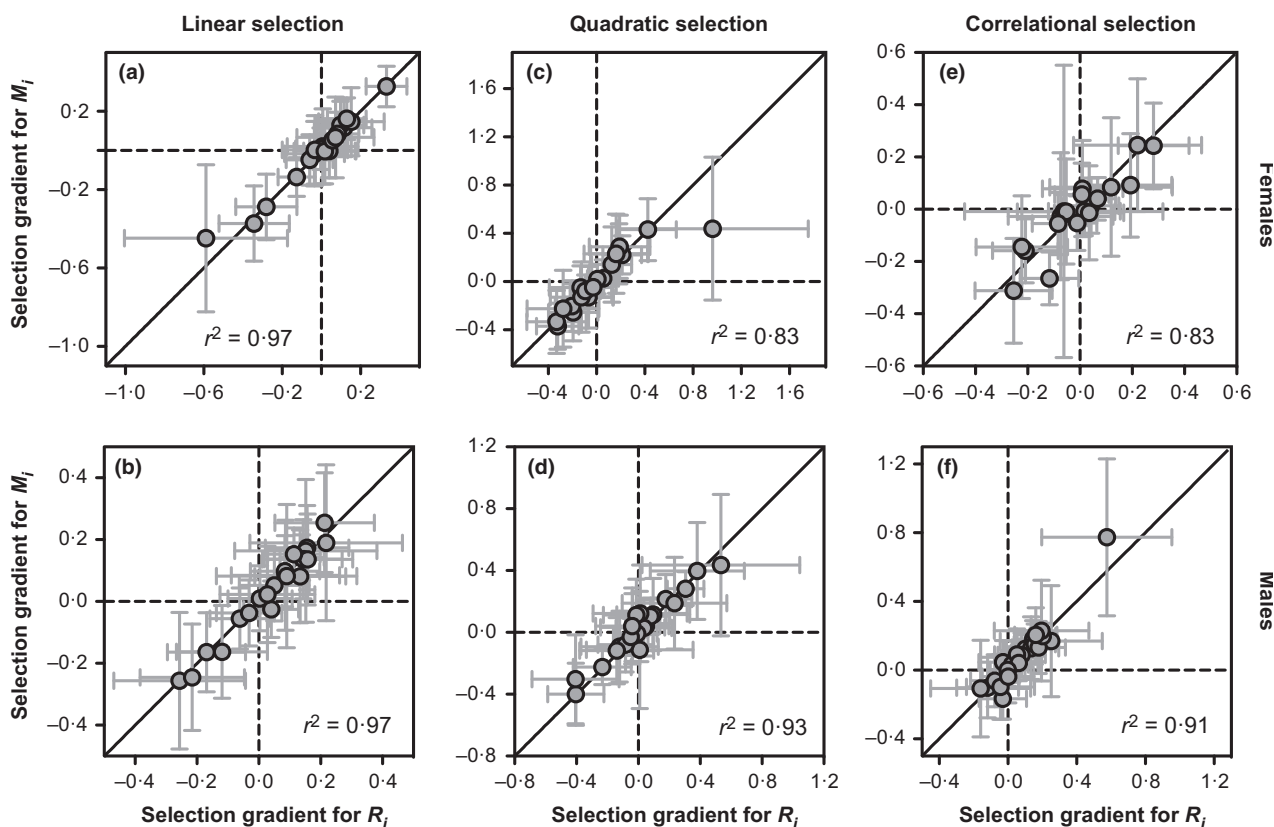 Linear selection
Quadratic selection
Correlational selection
(a)
Selection gradient for Mi
0·2
−0·2
−0·6
−1·0
r2 = 0·97
−1·0 −0·6 −0·2 0·2
(c)
1·6
1·2
0·8
0·4
0·0
−0·4
r2 = 0·83
−0·4 0·0 0·4 0·8 1·2 1·6
(e)
0·6
0·4
0·2
0·0
−0·2
−0·4
−0·6
r2 = 0·83
−0·6 −0·4 −0·2 0·0 0·2 0·4 0·6
Females
(b)
Selection gradient for Mi
0·4
0·2
0·0
−0·2
−0·4
r2 = 0·97
−0·4 −0·2 0·0 0·2 0·4
Selection gradient for Ri
(d)
1·2
0·8
0·4
0·0
−0·4
−0·8
r2 = 0·93
−0·8 −0·4 0·0 0·4 0·8 1·2
Selection gradient for Ri
(f)
1·2
0·8
0·4
0·0
−0·4
r2 = 0·91
−0·4 0·0 0·4 0·8 1·2
Selection gradient for Ri
Males